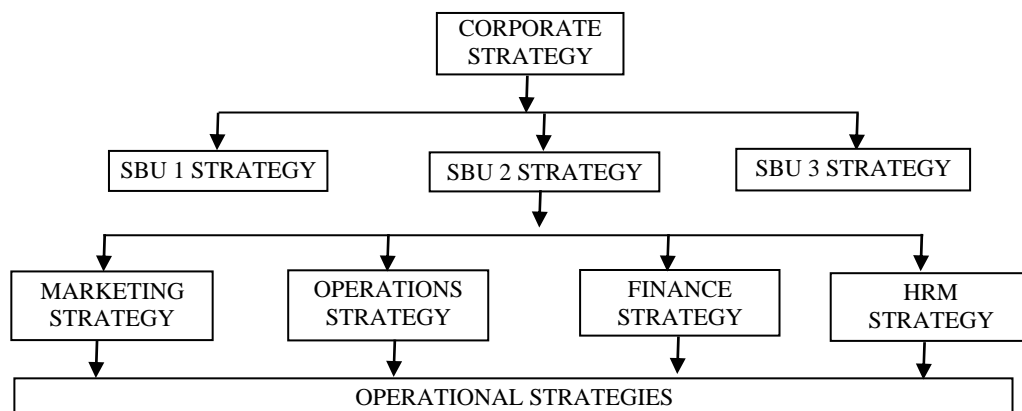 CORPORATE
STRATEGY
SBU 1 STRATEGY
SBU 2 STRATEGY
SBU 3 STRATEGY
MARKETING
STRATEGY
OPERATIONS
STRATEGY
FINANCE
STRATEGY
HRM
STRATEGY
OPERATIONAL STRATEGIES